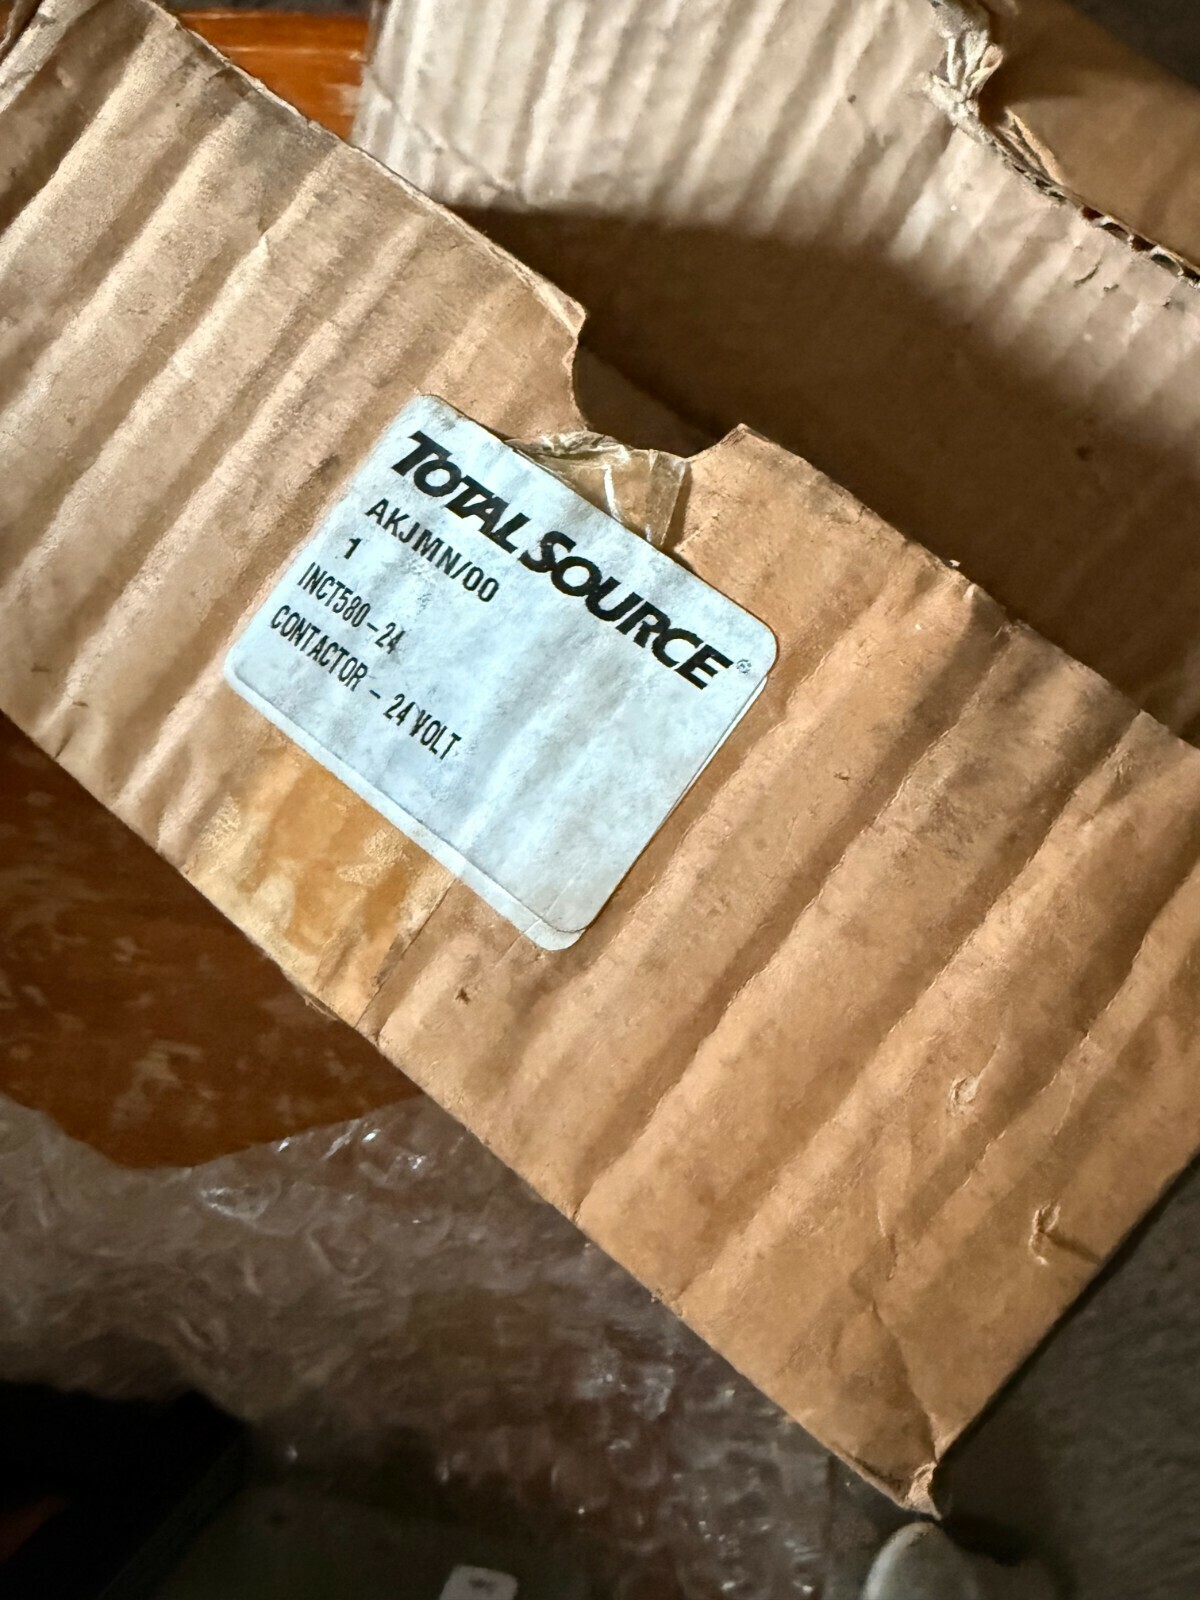 TOTAL SOURCE®
AKJMN/00
1
INCT580-24
CONTACTOR - 24 VOLT